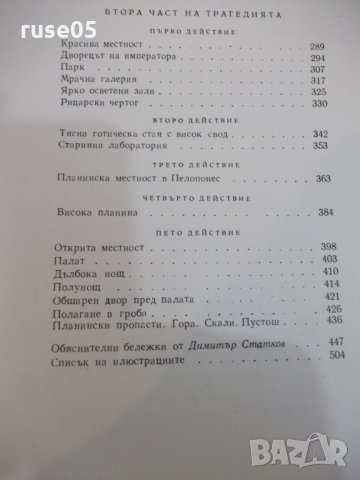 ruse05
ВТОРА ЧАСТ НА ТРАГЕДИЯТА
ПЪРВО ДЕЙСТВИЕ
Красива местност 289
Дворецът на императора 294
Парк 307
Мрачна галерия 317
Ярко осветени зали 325
Рицарски чертог 330
ВТОРО ДЕЙСТВИЕ
Тясна готическа стая с висок свод 342
Старинна лаборатория 353
ТРЕТО ДЕЙСТВИЕ
Планинска местност в Пелопонес 363
ЧЕТВЪРТО ДЕЙСТВИЕ
Висока планина 384
ПЕТО ДЕЙСТВИЕ
Открита местност 398
Палат 403
Дълбока нощ 410
Полунощ 414
Обширен двор пред палата 421
Полагане в гроба 426
Планински пропасти. Гора. Скали. Пустош 436
Обяснителни бележки от Димитър Статков 447
Списък на илюстрациите 504
BAZAR